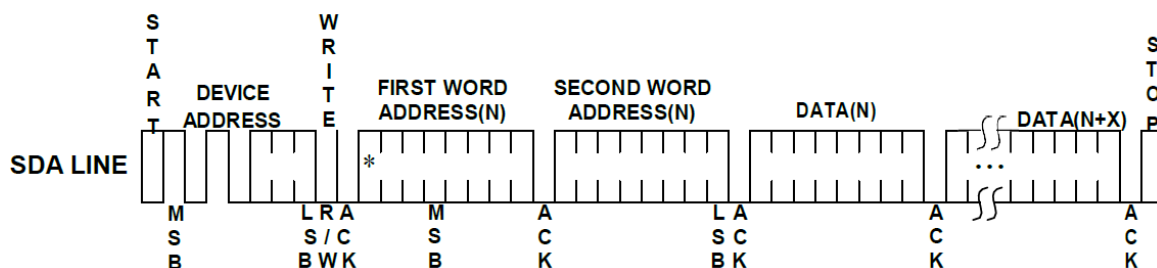 START
WRITE
STOP
DEVICE
ADDRESS
FIRST WORD
ADDRESS(N)
SECOND WORD
ADDRESS(N)
DATA(N)
DATA(N+X)
SDA LINE
*
...
MSB
LSB
R/W
ACK
MSB
ACK
LSB
ACK
ACK
ACK